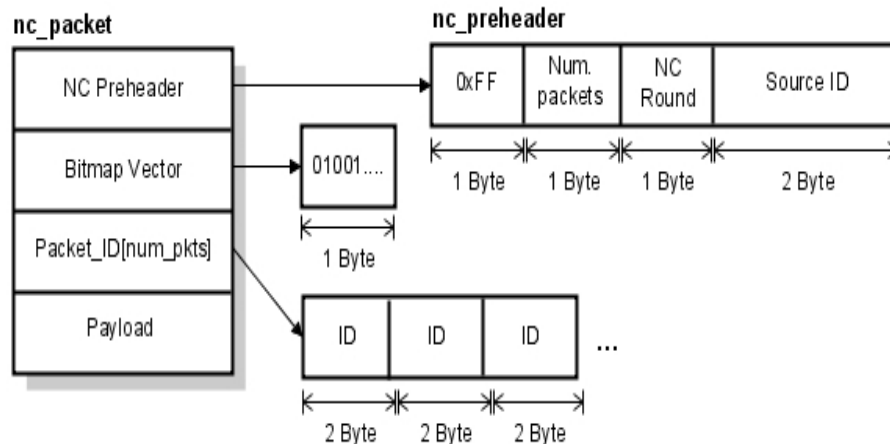 nc_packet
NC Preheader
Bitmap Vector
Packet_ID[num_pkts]
Payload
nc_preheader
0xFF
Num.
packets
NC
Round
Source ID
1 Byte
1 Byte
1 Byte
2 Byte
01001....
1 Byte
ID
ID
ID
...
2 Byte
2 Byte
2 Byte